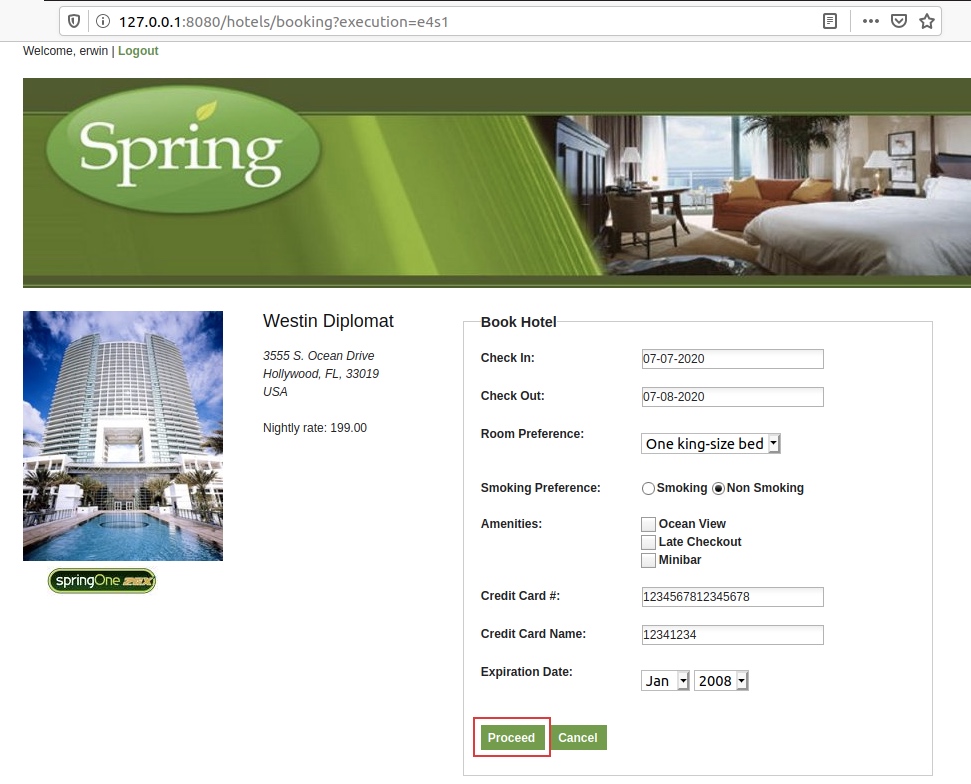 127.0.0.1:8080/hotels/booking?execution=e4s1
Welcome, erwin | Logout
Spring
Westin Diplomat
3555 S. Ocean Drive
Hollywood, FL, 33019
USA
Nightly rate: 199.00
springOne 2GX
Book Hotel
Check In: 07-07-2020
Check Out: 07-08-2020
Room Preference: One king-size bed
Smoking Preference: Smoking Non Smoking
Amenities: Ocean View
Late Checkout
Minibar
Credit Card #: 1234567812345678
Credit Card Name: 12341234
Expiration Date: Jan 2008
Proceed Cancel